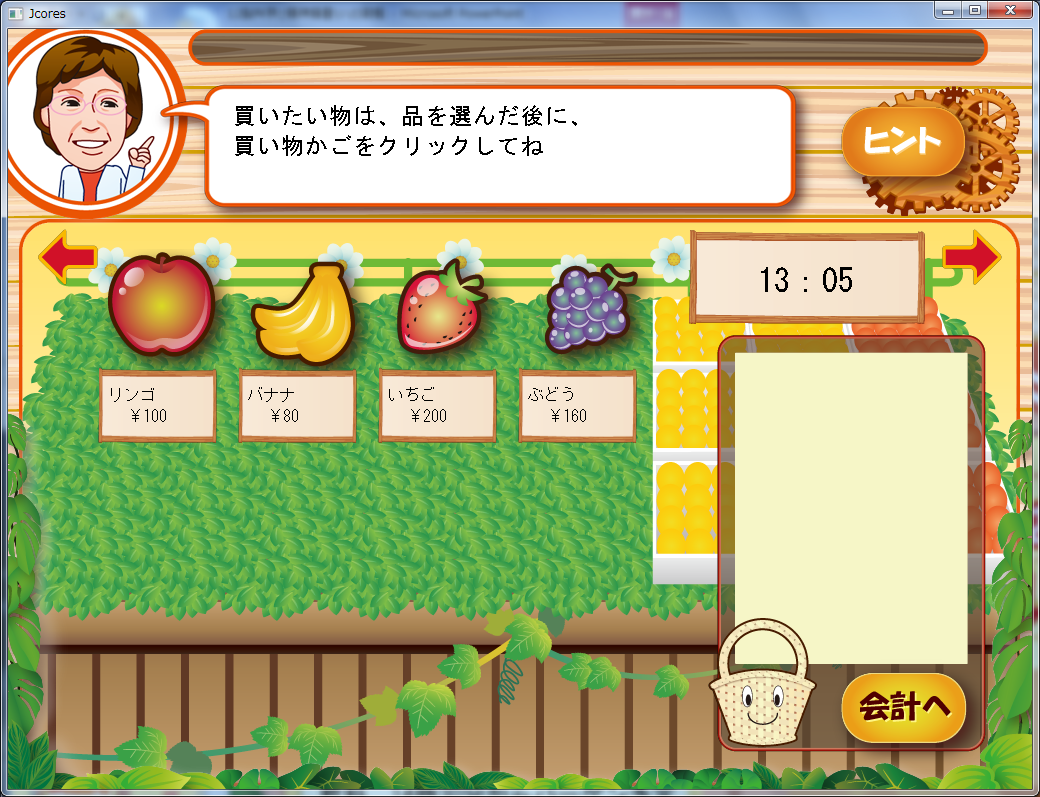 Jcores
買いたい物は、品を選んだ後に、
買い物かごをクリックしてね
ヒント
13：05
リンゴ
￥100
バナナ
￥80
いちご
￥200
ぶどう
￥160
会計へ